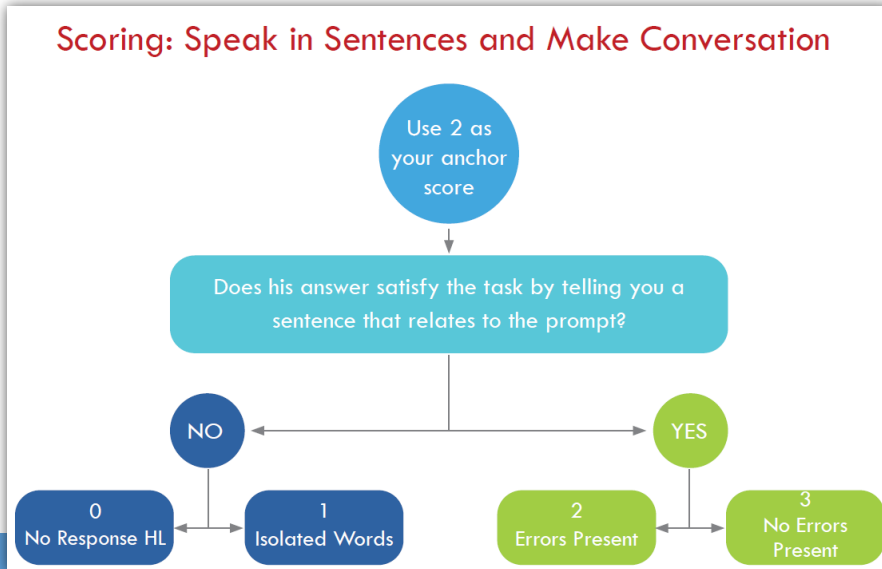 Scoring: Speak in Sentences and Make Conversation
Use 2 as
your anchor
score
Does his answer satisfy the task by telling you a
sentence that relates to the prompt?
NO
YES
0
No Response HL
1
Isolated Words
2
Errors Present
3
No Errors
Present